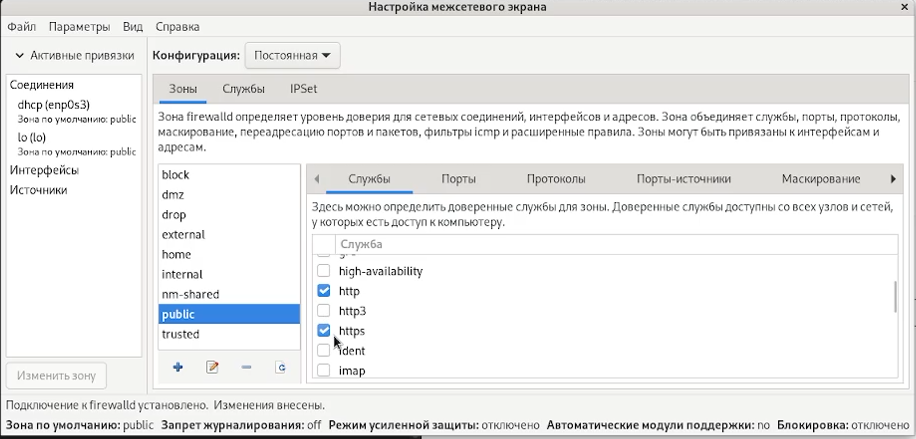 Настройка межсетевого экрана
Файл Параметры Вид Справка
Активные привязки
Конфигурация: Постоянная
Соединения
dhcp (enp0s3)
Зона по умолчанию: public
lo (lo)
Зона по умолчанию: public
Интерфейсы
Источники
Изменить зону
Зоны Службы IPSet
Зона firewalld определяет уровень доверия для сетевых соединений, интерфейсов и адресов. Зона объединяет службы, порты, протоколы,
маскирование, переадресацию портов и пакетов, фильтры icmp и расширенные правила. Зоны могут быть привязаны к интерфейсам и
адресам.
block
dmz
drop
external
home
internal
nm-shared
public
trusted
Службы Порты Протоколы Порты-источники Маскирование
Здесь можно определить доверенные службы для зоны. Доверенные службы доступны со всех узлов и сетей,
у которых есть доступ к компьютеру.
Служба
high-availability
http
http3
https
ident
imap
Подключение к firewalld установлено. Изменения внесены.
Зона по умолчанию: public Запрет журналирования: off Режим усиленной защиты: отключено Автоматические модули поддержки: no Блокировка: отключено